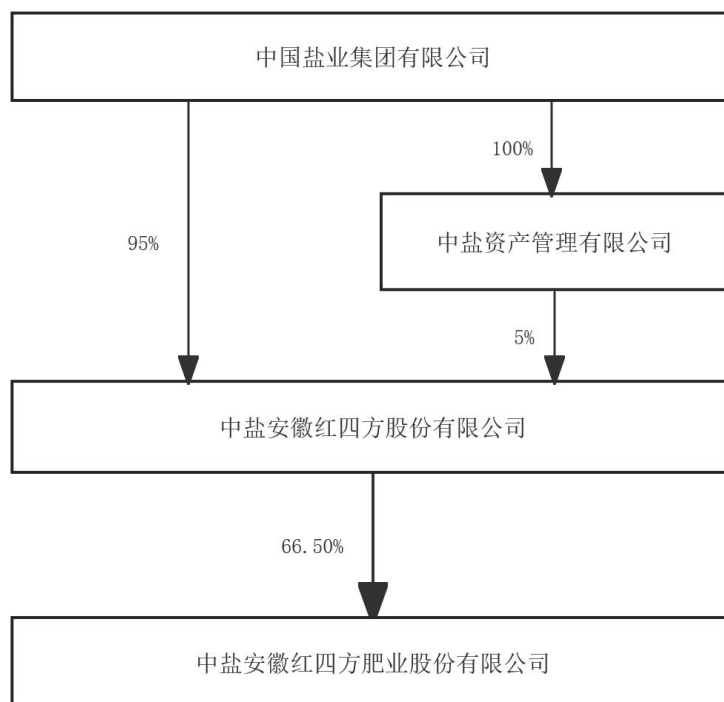 中国盐业集团有限公司
100%
中盐资产管理有限公司
95%
5%
中盐安徽红四方股份有限公司
66.50%
中盐安徽红四方肥业股份有限公司